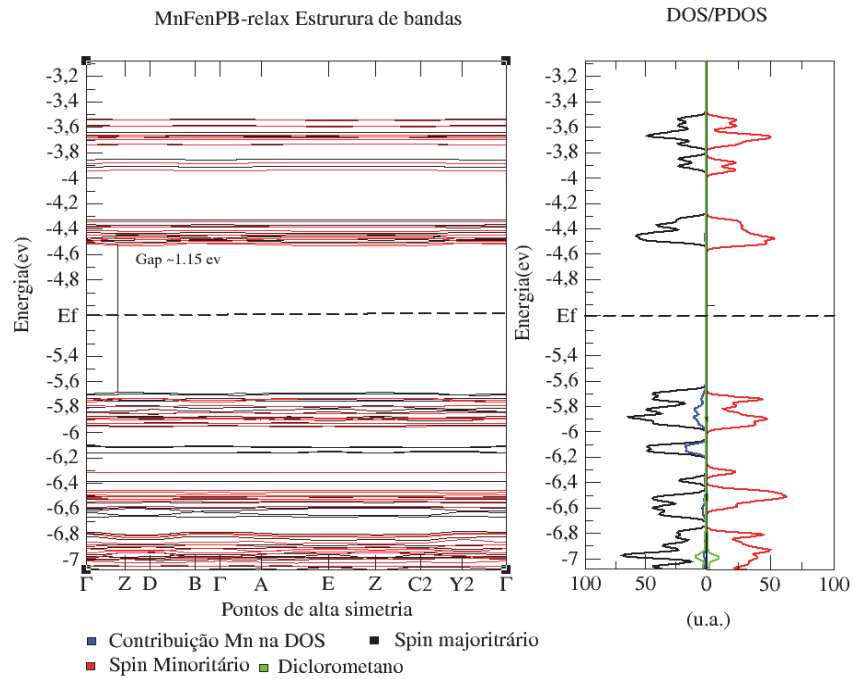 MnFenPB-relax Estrurura de bandas
DOS/PDOS
Energia(ev)
-3,2
-3,4
-3,6
-3,8
-4
-4,2
-4,4
-4,6
-4,8
Ef
-5,4
-5,6
-5,8
-6
-6,2
-6,4
-6,6
-6,8
-7
Gap ~1.15 ev
Γ Z D B Γ A E Z C2 Y2 Γ
Pontos de alta simetria
Energia(ev)
-3,2
-3,4
-3,6
-3,8
-4
-4,2
-4,4
-4,6
-4,8
Ef
-5,4
-5,6
-5,8
-6
-6,2
-6,4
-6,6
-6,8
-7
100 50 0 50 100
(u.a.)
Contribuição Mn na DOS Spin majoritrário
Spin Minoritário Diclorometano